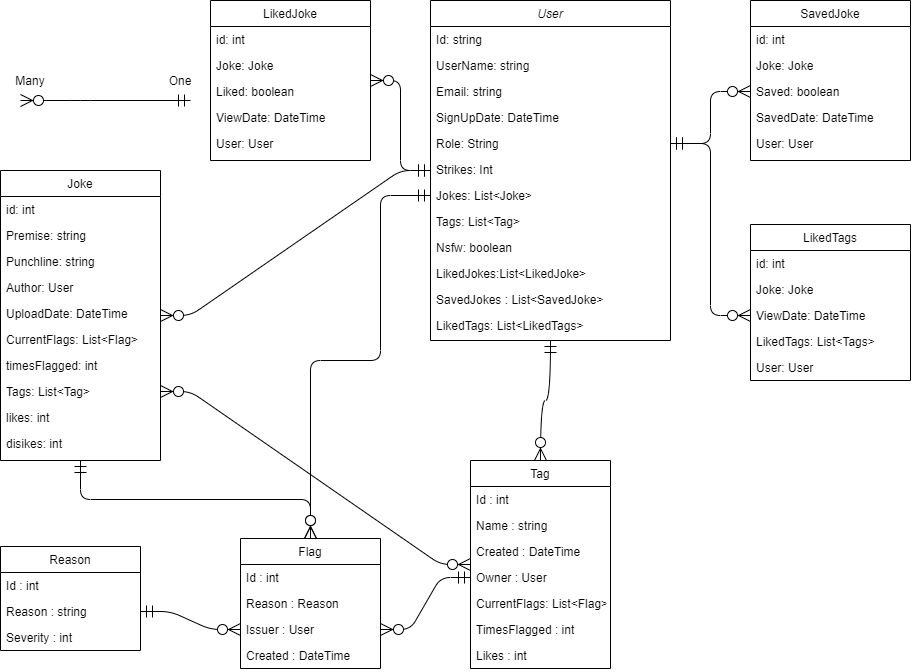 Many
One
LikedJoke
id: int
Joke: Joke
Liked: boolean
ViewDate: DateTime
User: User
User
Id: string
UserName: string
Email: string
SignUpDate: DateTime
Role: String
Strikes: Int
Jokes: List<Joke>
Tags: List<Tag>
Nsfw: boolean
LikedJokes:List<LikedJoke>
SavedJokes : List<SavedJoke>
LikedTags: List<LikedTags>
SavedJoke
id: int
Joke: Joke
Saved: boolean
SavedDate: DateTime
User: User
Joke
id: int
Premise: string
Punchline: string
Author: User
UploadDate: DateTime
CurrentFlags: List<Flag>
timesFlagged: int
Tags: List<Tag>
likes: int
disikes: int
LikedTags
id: int
Joke: Joke
ViewDate: DateTime
LikedTags: List<Tags>
User: User
Reason
Id : int
Reason : string
Severity : int
Flag
Id : int
Reason : Reason
Issuer : User
Created : DateTime
Tag
Id : int
Name : string
Created : DateTime
Owner : User
CurrentFlags: List<Flag>
TimesFlagged : int
Likes : int